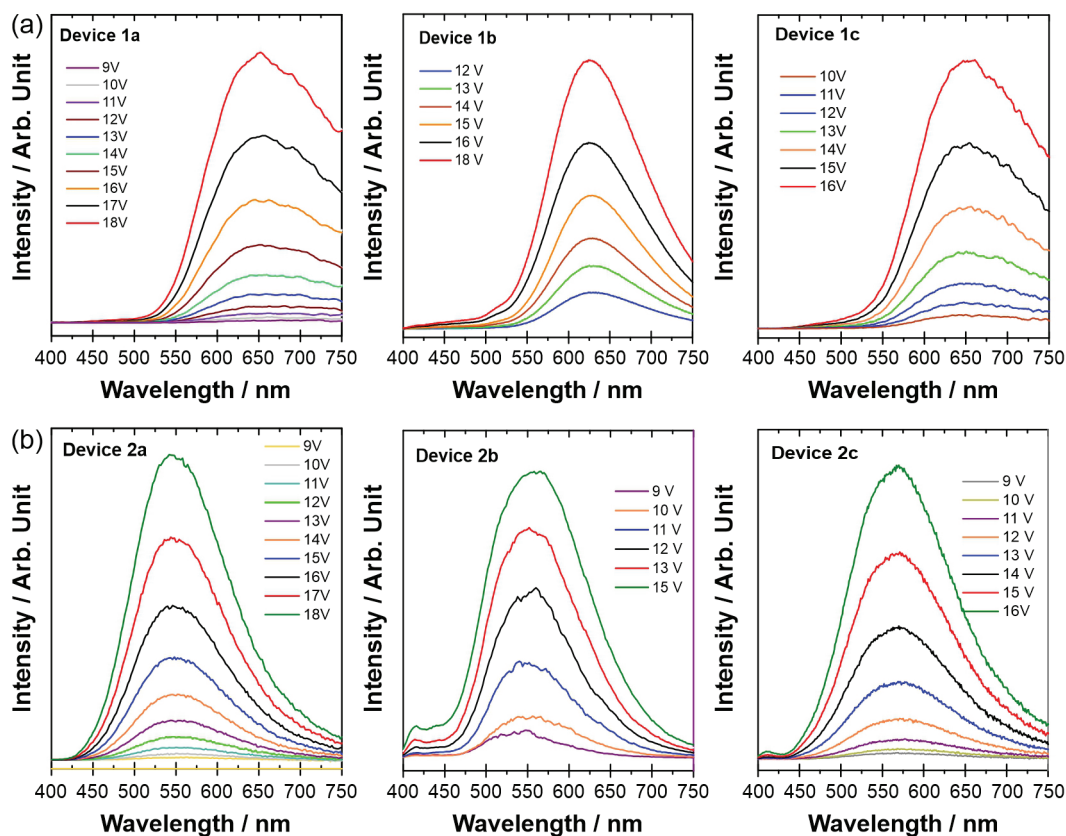 (a)
Device 1a
9V
10V
11V
12V
13V
14V
15V
16V
17V
18V
Intensity / Arb. Unit
400 450 500 550 600 650 700 750
Wavelength / nm
Device 1b
12 V
13 V
14 V
15 V
16 V
18 V
Intensity / Arb. Unit
400 450 500 550 600 650 700 750
Wavelength / nm
Device 1c
10V
11V
12V
13V
14V
15V
16V
Intensity / Arb. Unit
400 450 500 550 600 650 700 750
Wavelength / nm
(b)
Device 2a
9V
10V
11V
12V
13V
14V
15V
16V
17V
18V
Intensity / Arb. Unit
400 450 500 550 600 650 700 750
Wavelength / nm
Device 2b
9 V
10 V
11 V
12 V
13 V
15 V
Intensity / Arb. Unit
400 450 500 550 600 650 700 750
Wavelength / nm
Device 2c
9 V
10 V
11 V
12 V
13 V
14 V
15 V
16V
Intensity / Arb. Unit
400 450 500 550 600 650 700 750
Wavelength / nm